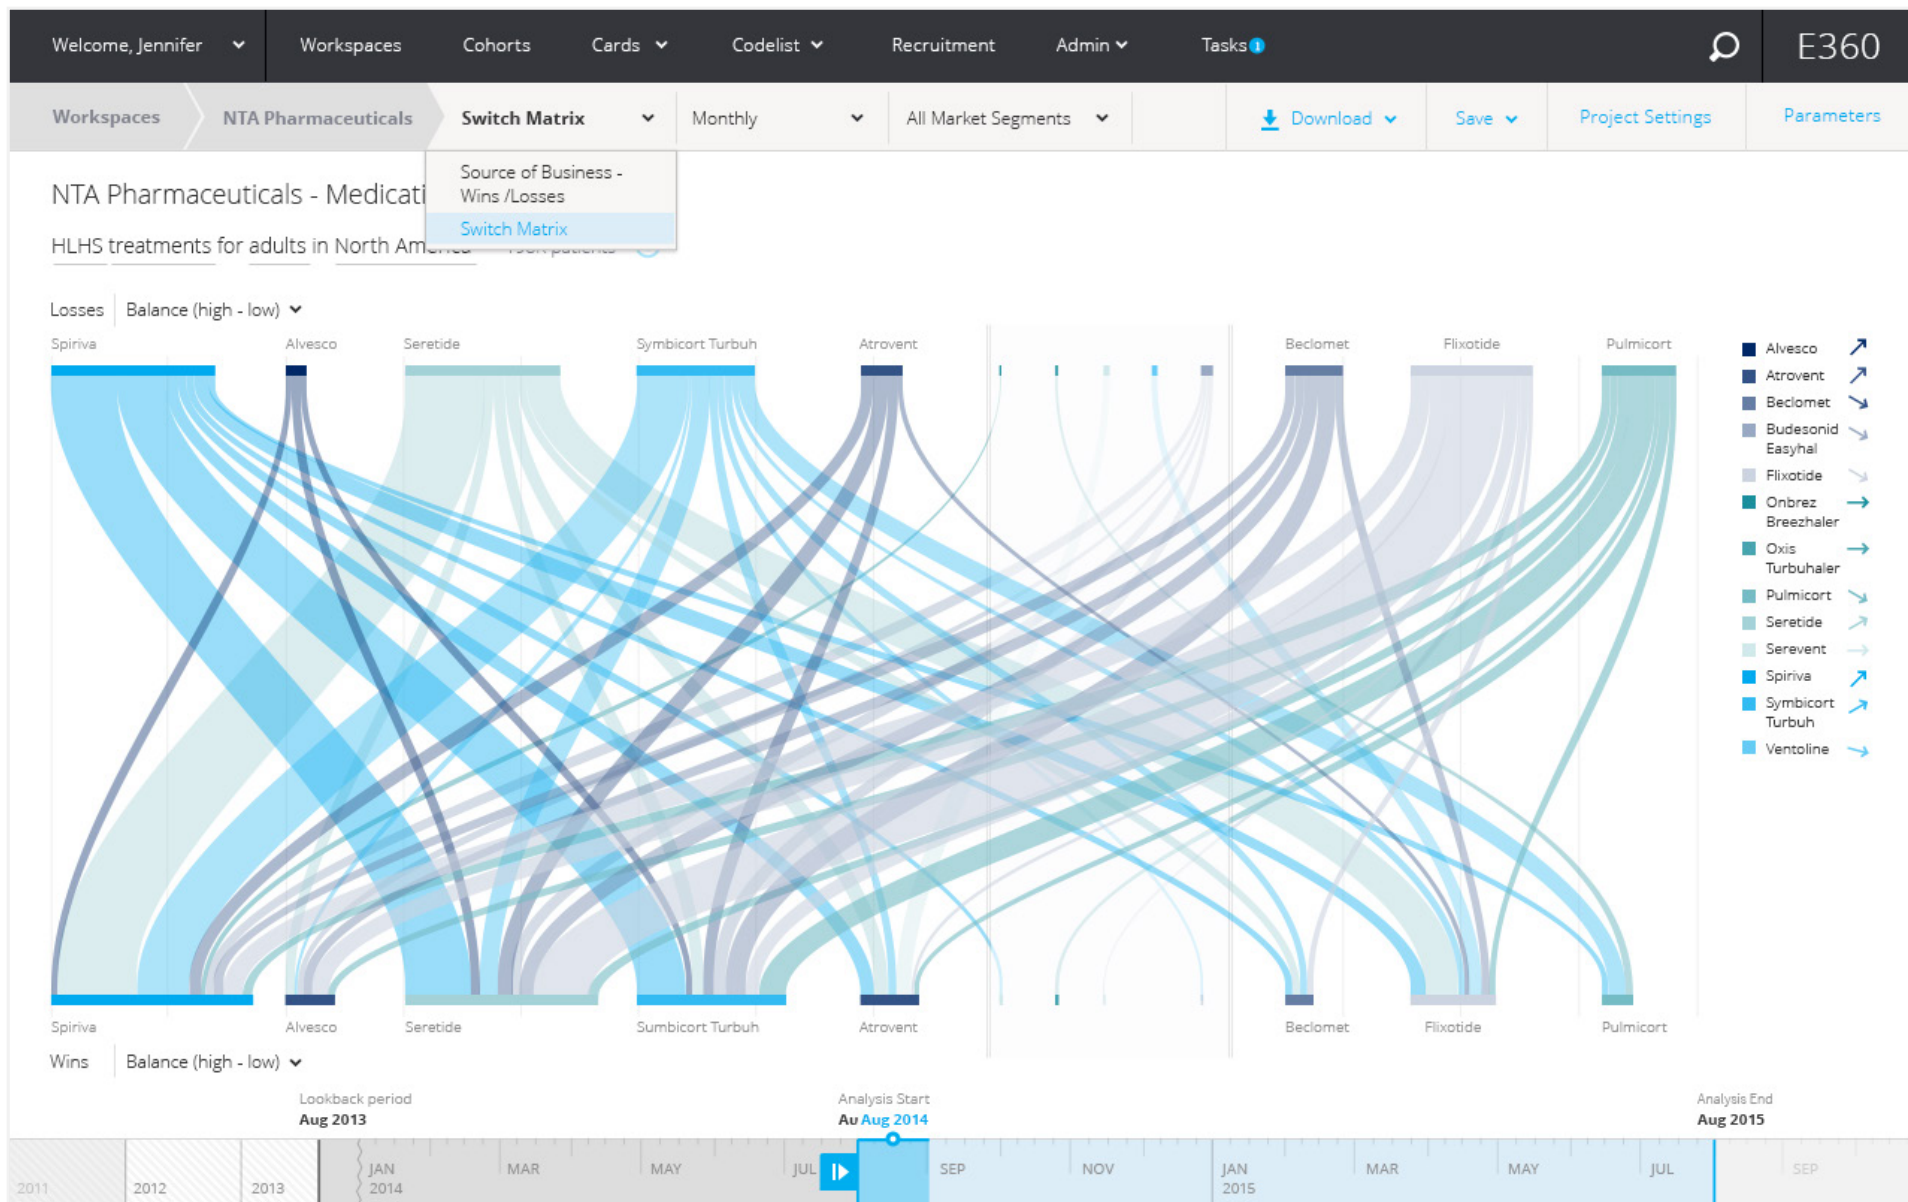 Welcome, Jennifer Workspaces Cohorts Cards Codelist Recruitment Admin Tasks 1 E360
Workspaces NTA Pharmaceuticals Switch Matrix Monthly All Market Segments Download Save Project Settings Parameters
Source of Business -
Wins /Losses
Switch Matrix
NTA Pharmaceuticals - Medicati
HLHS treatments for adults in North America patients
Losses Balance (high - low)
Spiriva Alvesco Seretide Symbicort Turbuh Atrovent Beclomet Flixotide Pulmicort
Alvesco
Atrovent
Beclomet
Budesonid
Easyhal
Flixotide
Onbrez
Breezhaler
Oxis
Turbuhaler
Pulmicort
Seretide
Serevent
Spiriva
Symbicort
Turbuh
Ventoline
Spiriva Alvesco Seretide Sumbicort Turbuh Atrovent Beclomet Flixotide Pulmicort
Wins Balance (high - low)
Lookback period Analysis Start Analysis End
Aug 2013 Au Aug 2014 Aug 2015
JAN MAR MAY JUL SEP NOV JAN MAR MAY JUL SEP
2011 2012 2013 2014 2015